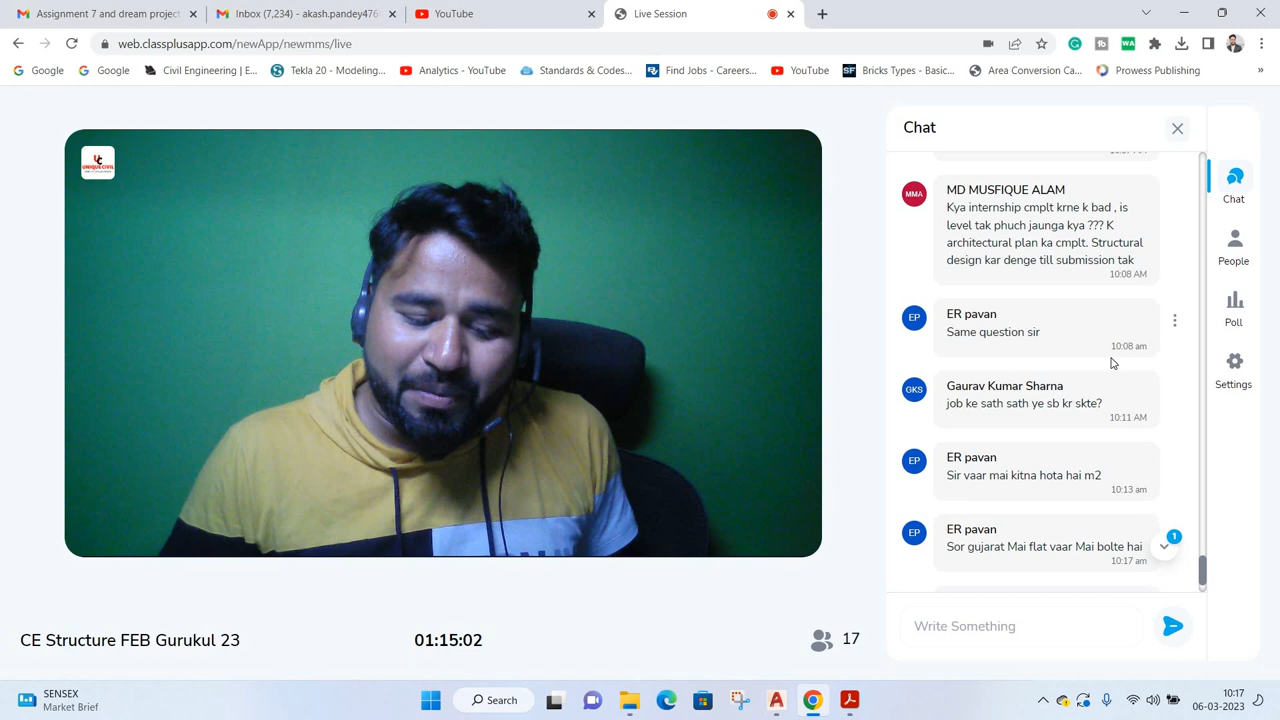 Assignment 7 and dream project
Inbox (7,234) - akash.pandey476
YouTube
Live Session
web.classplusapp.com/newApp/newmms/live
Google
Google
Civil Engineering | E...
Tekla 20 - Modeling...
Analytics - YouTube
Standards & Codes...
Find Jobs - Careers...
YouTube
Bricks Types - Basic...
Area Conversion Ca...
Prowess Publishing
UNIQUE CIVIL
Chat
MMA
MD MUSFIQUE ALAM
Kya internship cmplt krne k bad , is
level tak phuch jaunga kya ??? K
architectural plan ka cmplt. Structural
design kar denge till submission tak
10:08 AM
EP
ER pavan
Same question sir
10:08 am
GKS
Gaurav Kumar Sharna
job ke sath sath ye sb kr skte?
10:11 AM
EP
ER pavan
Sir vaar mai kitna hota hai m2
10:13 am
EP
ER pavan
Sor gujarat Mai flat vaar Mai bolte hai
10:17 am
1
Write Something
Chat
People
Poll
Settings
CE Structure FEB Gurukul 23
01:15:02
17
SENSEX
Market Brief
Search
10:17
06-03-2023